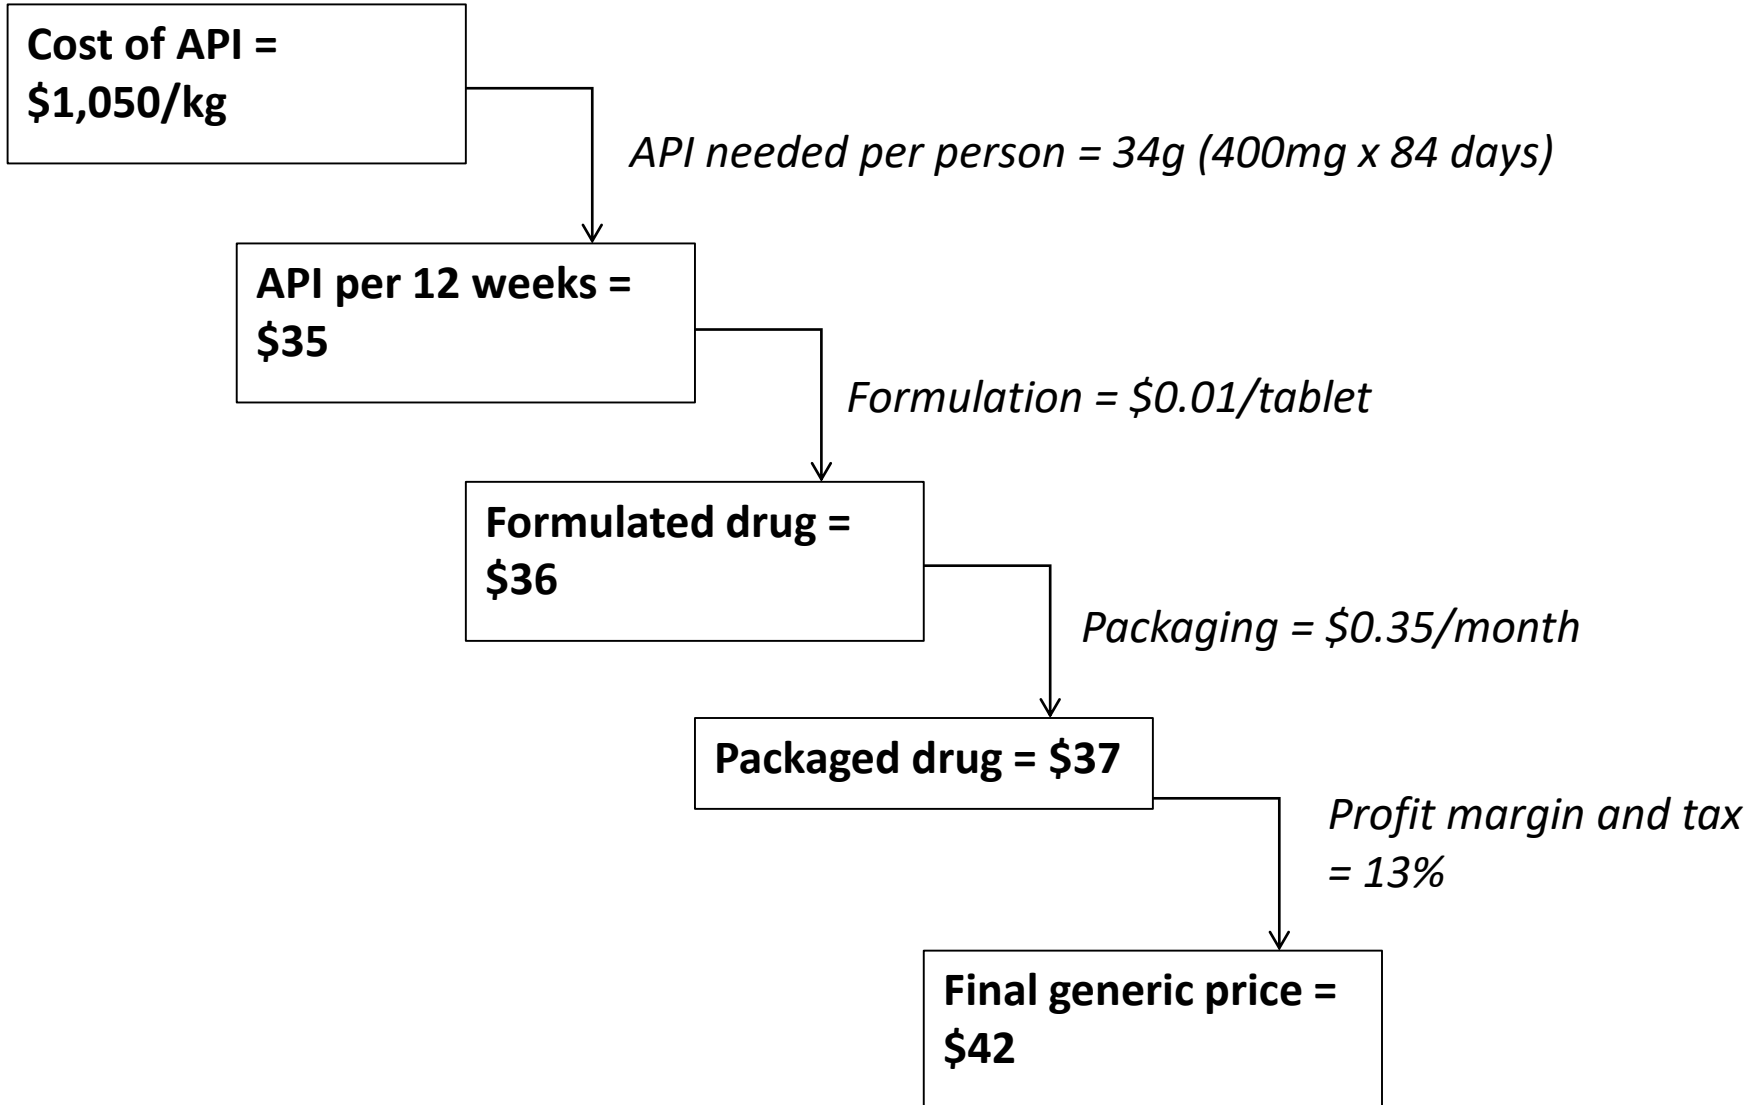 Cost of API =
$1,050/kg
API needed per person = 34g (400mg x 84 days)
API per 12 weeks =
$35
Formulation = $0.01/tablet
Formulated drug =
$36
Packaging = $0.35/month
Packaged drug = $37
Profit margin and tax
= 13%
Final generic price =
$42